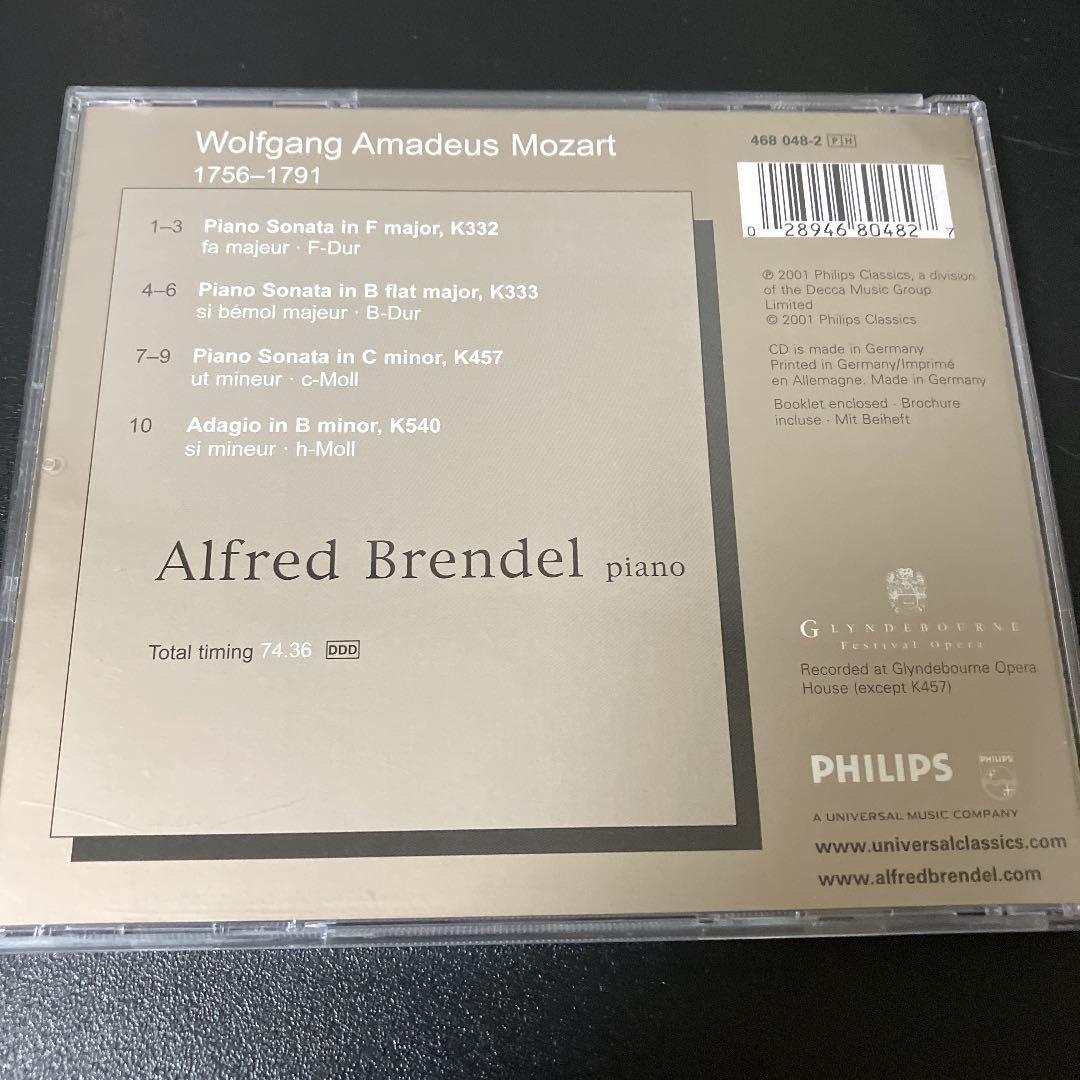 Wolfgang Amadeus Mozart
1756–1791
1–3 Piano Sonata in F major, K332
fa majeur · F-Dur
4–6 Piano Sonata in B flat major, K333
si bémol majeur · B-Dur
7–9 Piano Sonata in C minor, K457
ut mineur · c-Moll
10 Adagio in B minor, K540
si mineur · h-Moll
Alfred Brendel piano
Total timing 74.36 DDD
468 048-2 PH
0 28946 80482 7
℗ 2001 Philips Classics, a division
of the Decca Music Group
Limited
© 2001 Philips Classics
CD is made in Germany
Printed in Germany/Imprimé
en Allemagne. Made in Germany
Booklet enclosed · Brochure
incluse · Mit Beiheft
GLYNDEBOURNE
Festival Opera
Recorded at Glyndebourne Opera
House (except K457)
PHILIPS
PHILIPS
A UNIVERSAL MUSIC COMPANY
www.universalclassics.com
www.alfredbrendel.com